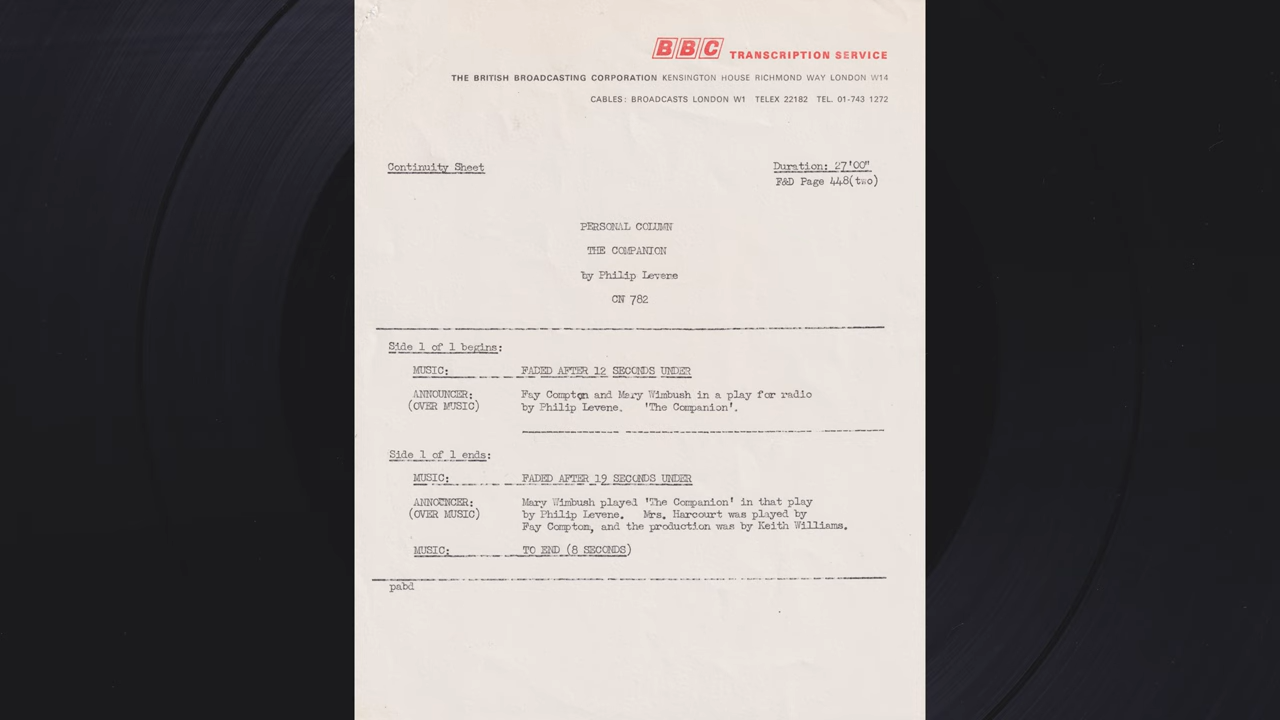 BBC TRANSCRIPTION SERVICE
THE BRITISH BROADCASTING CORPORATION KENSINGTON HOUSE RICHMOND WAY LONDON W14
CABLES: BROADCASTS LONDON W1 TELEX 22182 TEL. 01-743 1272
Continuity Sheet
Duration: 27'00"
F&D Page 448(two)
PERSONAL COLUMN
THE COMPANION
by Philip Levene
CN 782
Side 1 of 1 begins:
MUSIC: FADED AFTER 12 SECONDS UNDER
ANNOUNCER: Fay Compton and Mary Wimbush in a play for radio
(OVER MUSIC) by Philip Levene. 'The Companion'.
Side 1 of 1 ends:
MUSIC: FADED AFTER 19 SECONDS UNDER
ANNOUNCER: Mary Wimbush played 'The Companion' in that play
(OVER MUSIC) by Philip Levene. Mrs. Harcourt was played by
Fay Compton, and the production was by Keith Williams.
MUSIC: TO END (8 SECONDS)
pabd